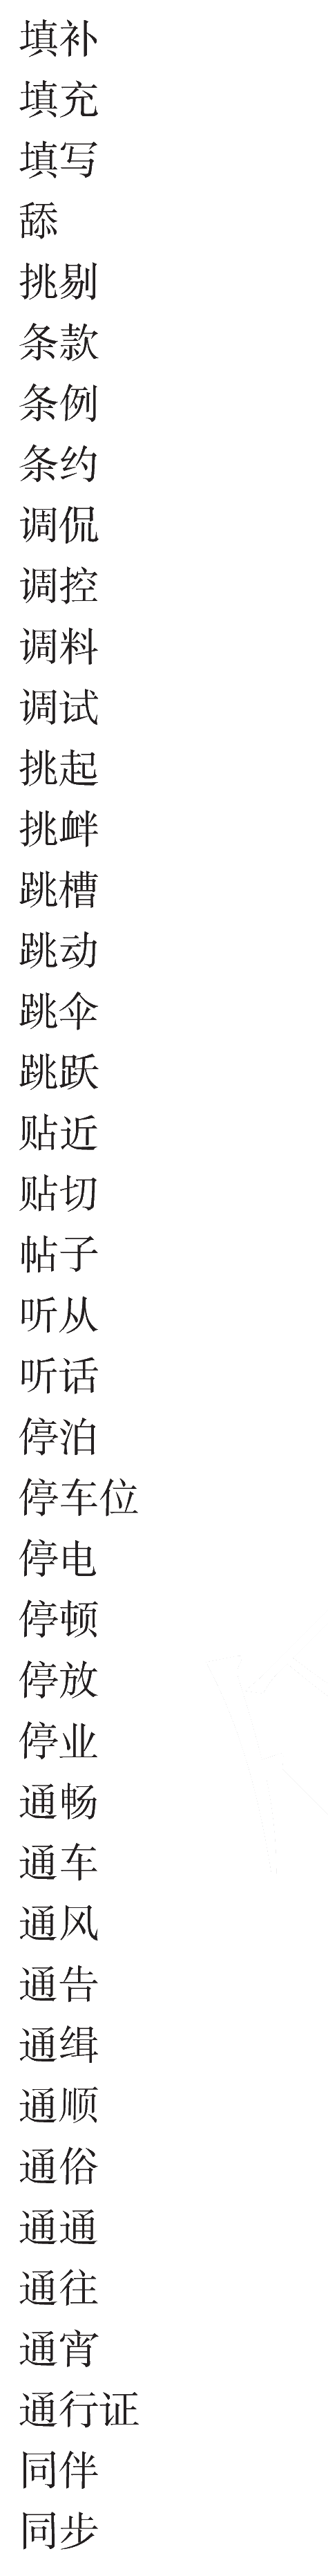 填补
填充
填写
舔
挑剔
条款
条例
条约
调侃
调控
调料
调试
挑起
挑衅
跳槽
跳动
跳伞
跳跃
贴近
贴切
帖子
听从
听话
停泊
停车位
停电
停顿
停放
停业
通畅
通车
通风
通告
通缉
通顺
通俗
通通
通往
通宵
通行证
同伴
同步